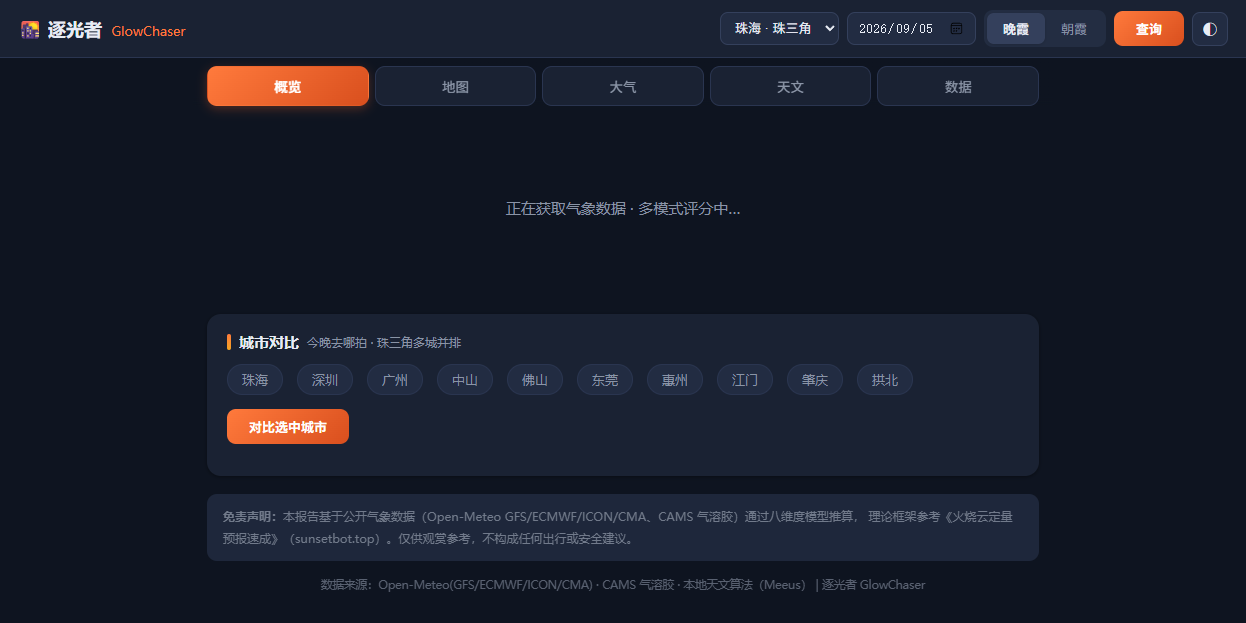 逐光者 GlowChaser
珠海 · 珠三角
2026/09/05
晚霞
朝霞
查询
概览
地图
大气
天文
数据
正在获取气象数据 · 多模式评分中...
城市对比 今晚去哪拍 · 珠三角多城并排
珠海
深圳
广州
中山
佛山
东莞
惠州
江门
肇庆
拱北
对比选中城市
免责声明：本报告基于公开气象数据（Open-Meteo GFS/ECMWF/ICON/CMA、CAMS 气溶胶）通过八维度模型推算， 理论框架参考《火烧云定量
预报速成》（sunsetbot.top）。仅供观赏参考，不构成任何出行或安全建议。
数据来源：Open-Meteo(GFS/ECMWF/ICON/CMA) · CAMS 气溶胶 · 本地天文算法（Meeus） | 逐光者 GlowChaser